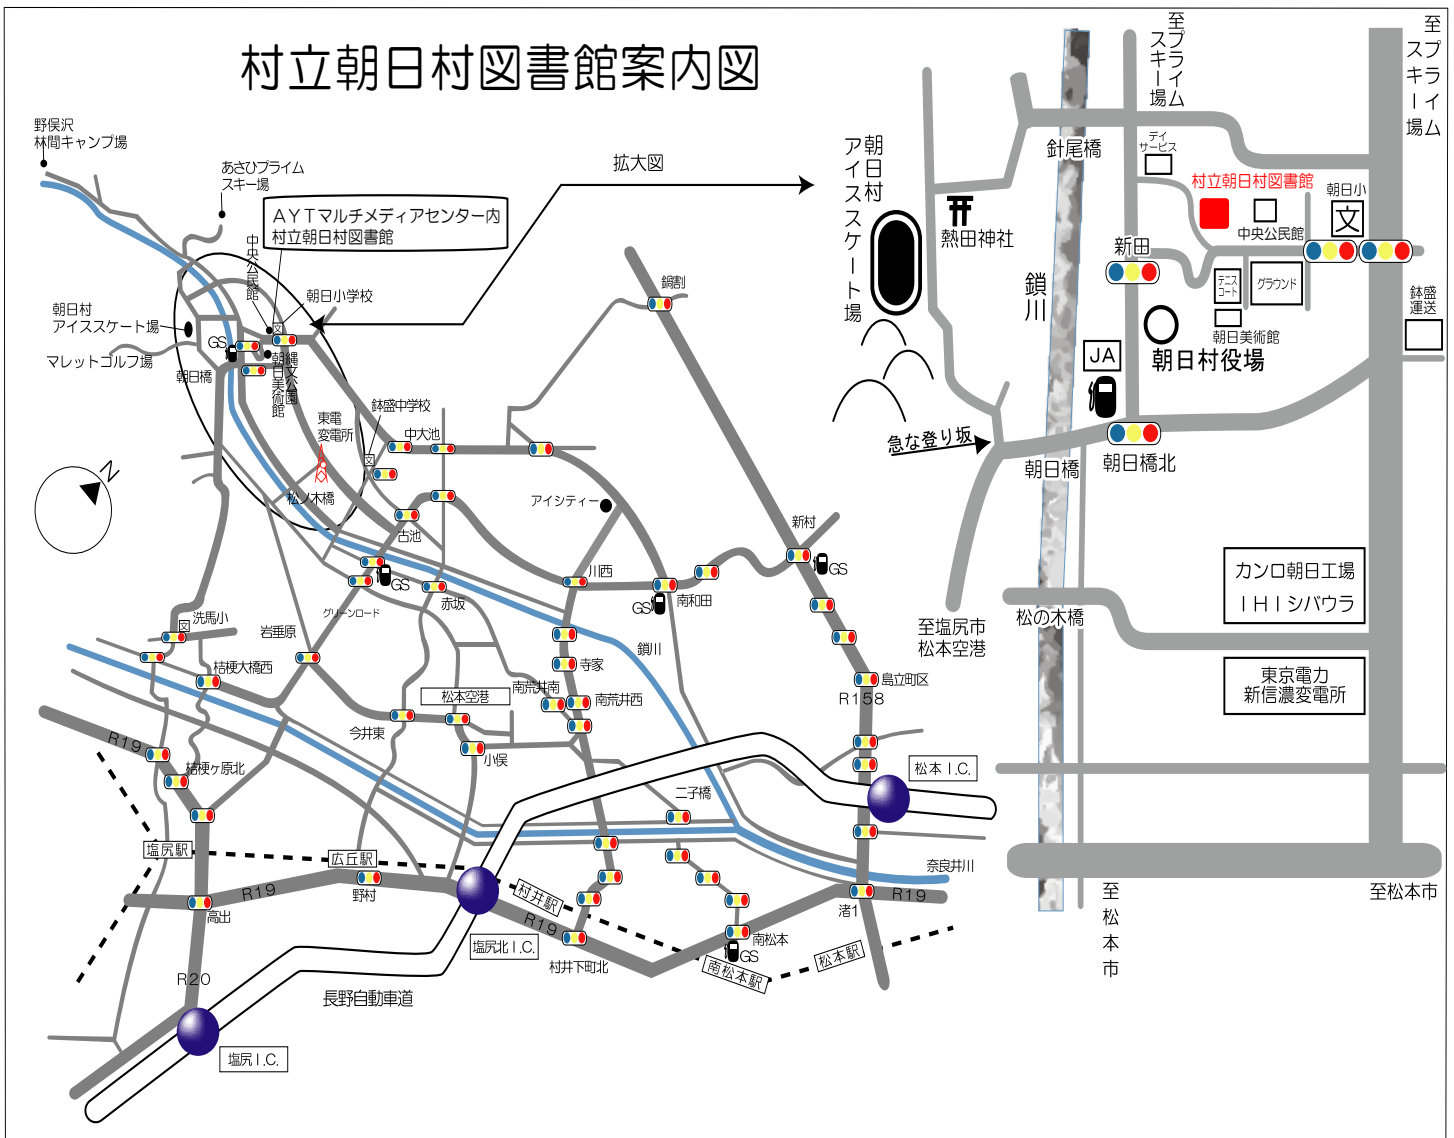 村立朝日村図書館案内図
野俣沢
林間キャンプ場
あさひプライム
スキー場
拡大図
AYTマルチメディアセンター内
村立朝日村図書館
中央公民館
朝日小学校
朝日村
アイススケート場
マレットゴルフ場
GS
朝日橋
縄文公園
朝日美術館
東電
変電所
鉢盛中学校
中大池
鍋割
松ノ木橋
古池
アイシティー
新村
GS
GS
グリーンロード
赤坂
川西
南和田
GS
洗馬小
岩垂原
桔梗大橋西
鎖川
寺家
松本空港
南荒井南
南荒井西
島立町区
R158
今井東
小俣
R19
桔梗ヶ原北
二子橋
松本I.C.
塩尻駅
広丘駅
野村
R19
高出
R20
村井駅
R19
塩尻北I.C.
村井下町北
南松本
GS
南松本駅
松本駅
渚1
R19
奈良井川
長野自動車道
塩尻I.C.
N
至プライム
スキー場
至プライム
スキー場
朝日村
アイススケート場
針尾橋
デイ
サービス
村立朝日村図書館
朝日小
文
中央公民館
熱田神社
新田
鎖川
テニス
コート
グラウンド
鉢盛
運送
朝日美術館
朝日村役場
JA
急な登り坂
朝日橋
朝日橋北
カンロ朝日工場
IHIシバウラ
松の木橋
至塩尻市
松本空港
東京電力
新信濃変電所
至松本市
至松本市